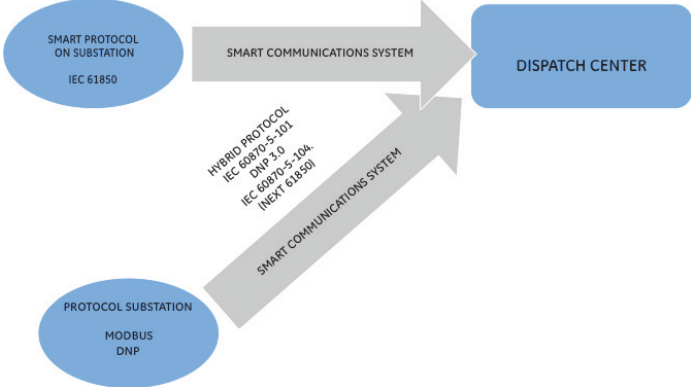 SMART PROTOCOL
ON SUBSTATION
IEC 61850
SMART COMMUNICATIONS SYSTEM
DISPATCH CENTER
HYBRID PROTOCOL
IEC 60870-5-101
DNP 3.0
IEC 60870-5-104.
(NEXT 61850)
SMART COMMUNICATIONS SYSTEM
PROTOCOL SUBSTATION
MODBUS
DNP